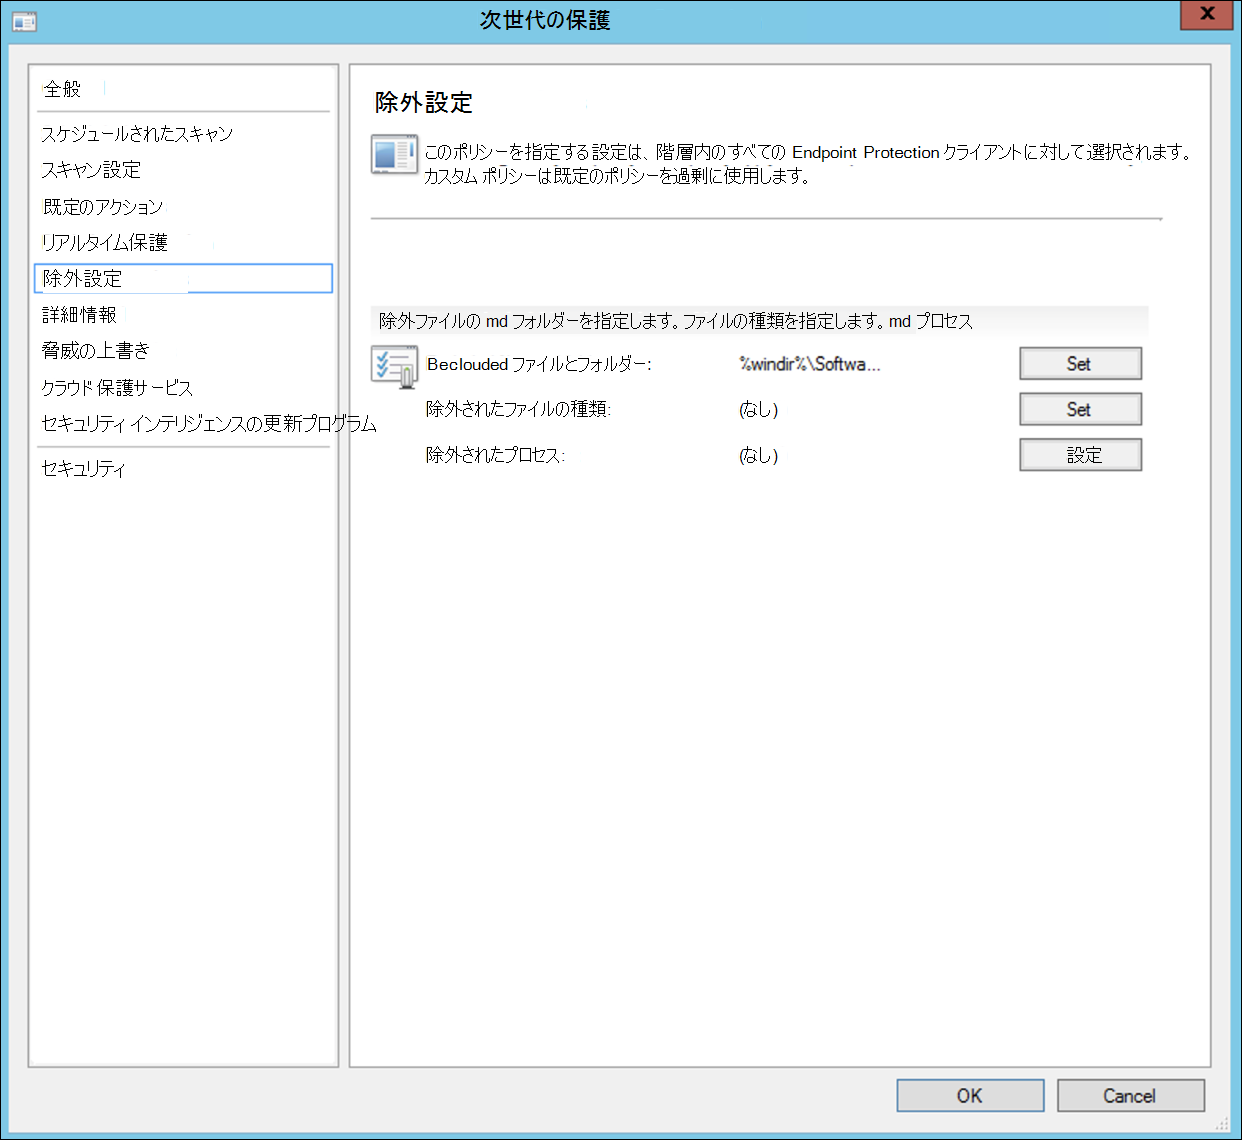 次世代の保護
全般
スケジュールされたスキャン
スキャン設定
既定のアクション
リアルタイム保護
除外設定
詳細情報
脅威の上書き
クラウド保護サービス
セキュリティ インテリジェンスの更新プログラム
セキュリティ
除外設定
このポリシーを指定する設定は、階層内のすべての Endpoint Protection クライアントに対して選択されます。
カスタム ポリシーは既定のポリシーを過剰に使用します。
除外ファイルの md フォルダーを指定します。ファイルの種類を指定します。md プロセス
Beclouded ファイルとフォルダー: %windir%\Softwa... Set
除外されたファイルの種類: (なし) Set
除外されたプロセス: (なし) 設定
OK Cancel